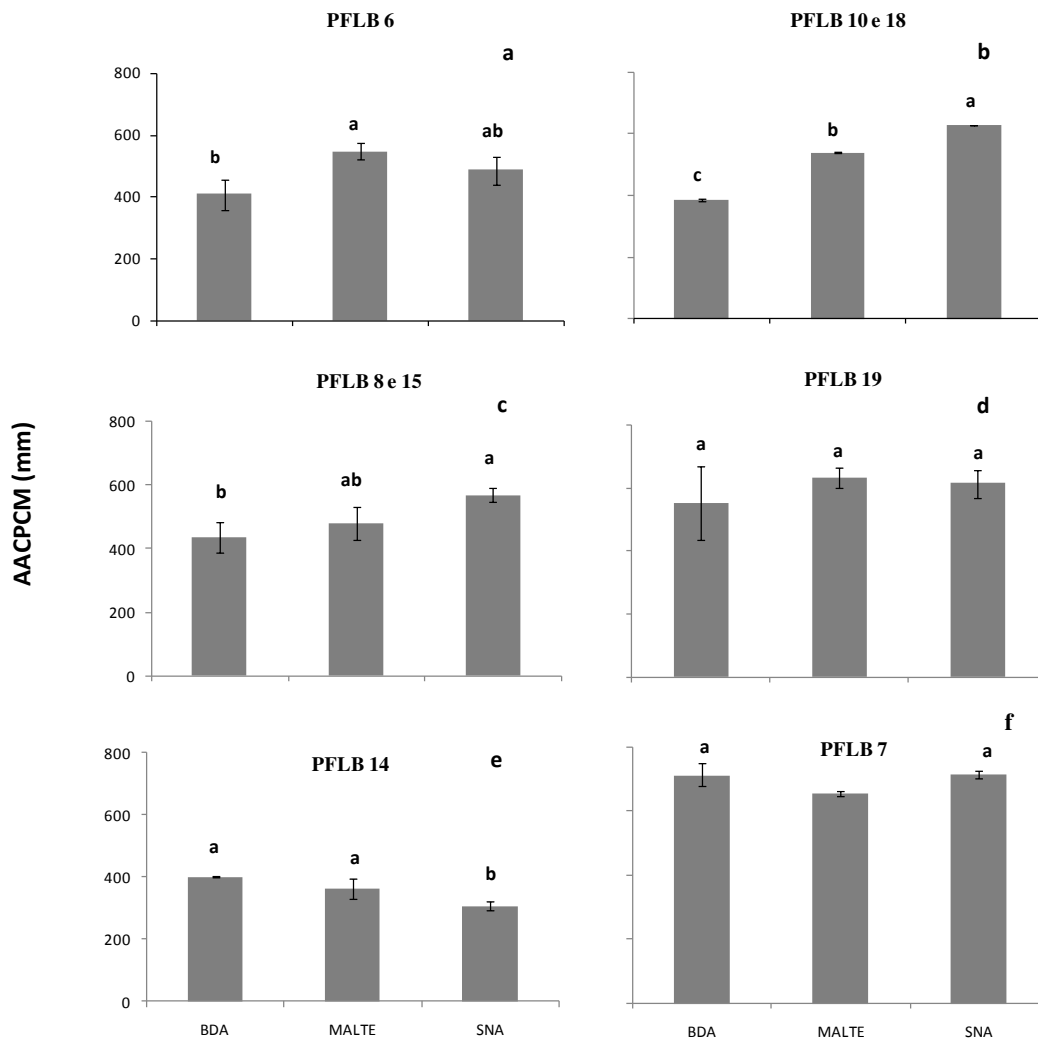 PFLB 6
a
800
600
400
200
0
b
a
ab
PFLB 10 e 18
b
c
b
a
AACPCM (mm)
PFLB 8 e 15
c
800
600
400
200
0
b
ab
a
PFLB 19
d
a
a
a
PFLB 14
e
800
600
400
200
0
a
a
b
BDA MALTE SNA
f
PFLB 7
a
a
BDA MALTE SNA